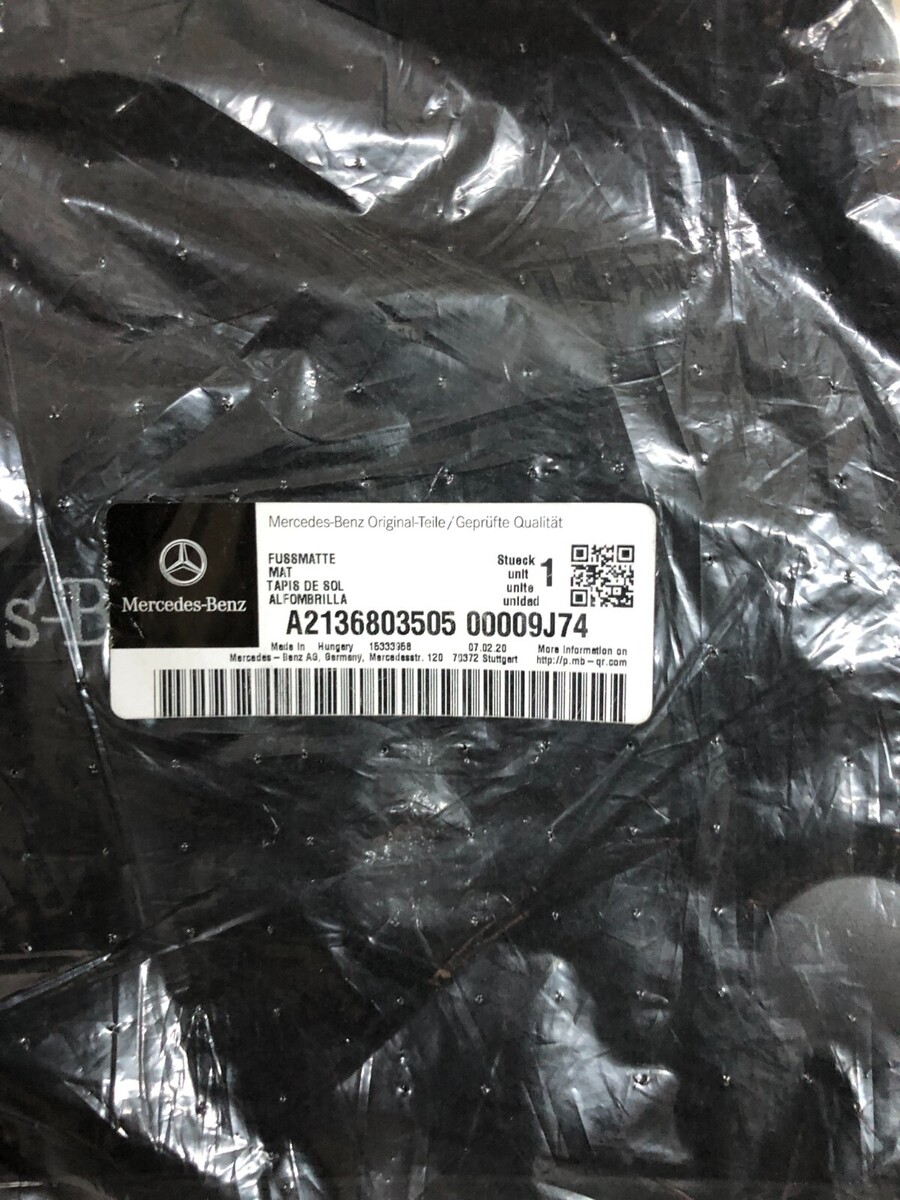 Mercedes-Benz Original-Teile/Geprüfte Qualität
FUSSMATTE
MAT
TAPIS DE SOL
ALFOMBRILLA
Stueck
unit
unite
unidad
1
Mercedes-Benz
A2136803505 00009J74
Made in Hungary 15333358 07.02.20
Mercedes-Benz AG, Germany, Mercedesstr. 120 70372 Stuttgart
More Information on
http://p.mb-qr.com
s-B